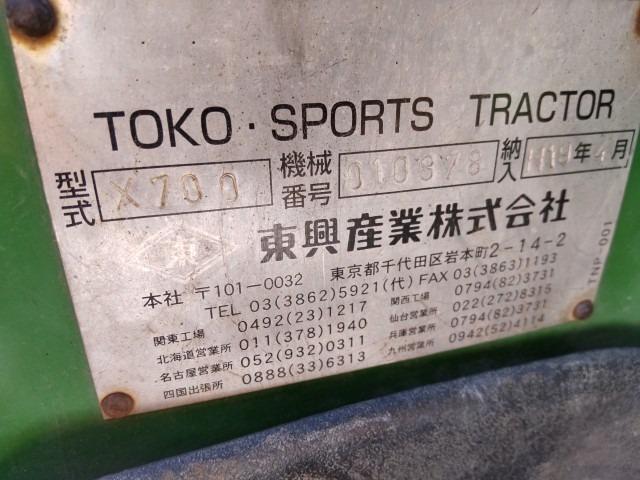 TOKO・SPORTS TRACTOR
型式 X700 機械番号 010378 納入 H19年4月
東
東興産業株式会社
本社 〒101-0032 東京都千代田区岩本町2-14-2
TEL 03(3862)5921(代) FAX 03(3863)1193
関東工場 0492(23)1217 関西工場 0794(82)3731
北海道営業所 011(378)1940 仙台営業所 022(272)8315
名古屋営業所 052(932)0311 兵庫営業所 0794(82)3731
四国出張所 0888(33)6313 九州営業所 0942(52)4114
TNP-001